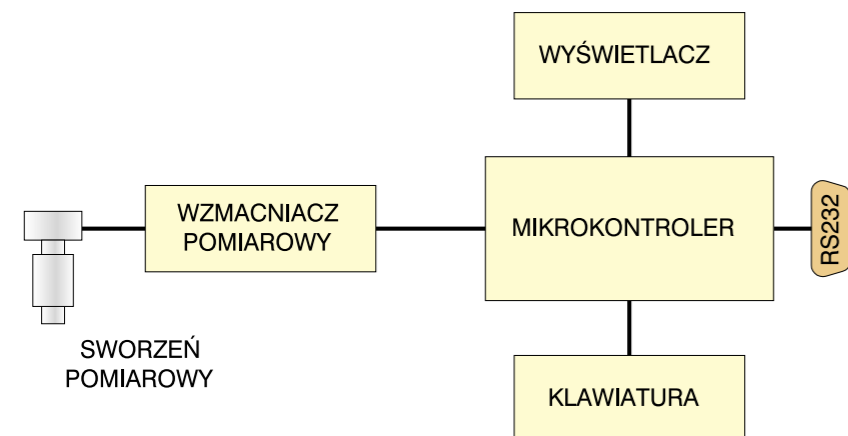 WYŚWIETLACZ
WZMACNIACZ
POMIAROWY
MIKROKONTROLER
RS232
SWORZEŃ
POMIAROWY
KLAWIATURA